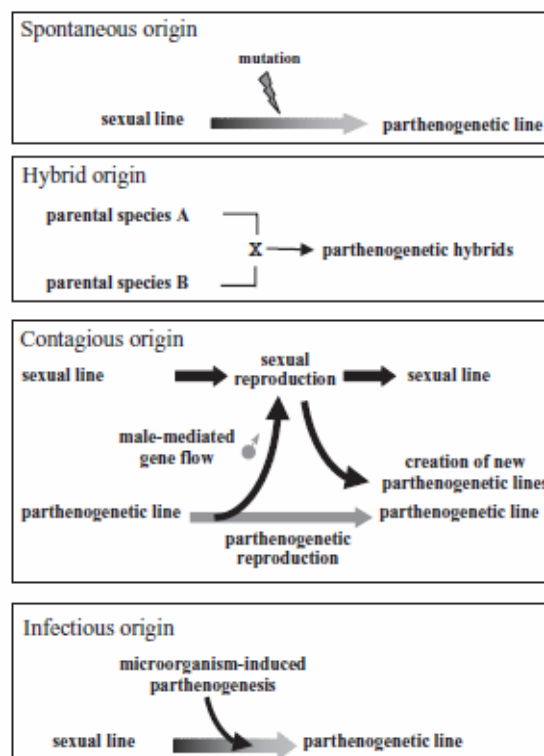 Spontaneous origin
mutation
sexual line
parthenogenetic line
Hybrid origin
parental species A
X
parthenogenetic hybrids
parental species B
Contagious origin
sexual line
sexual
reproduction
sexual line
male-mediated
gene flow
creation of new
parthenogenetic lines
parthenogenetic line
parthenogenetic line
parthenogenetic
reproduction
Infectious origin
microorganism-induced
parthenogenesis
sexual line
parthenogenetic line